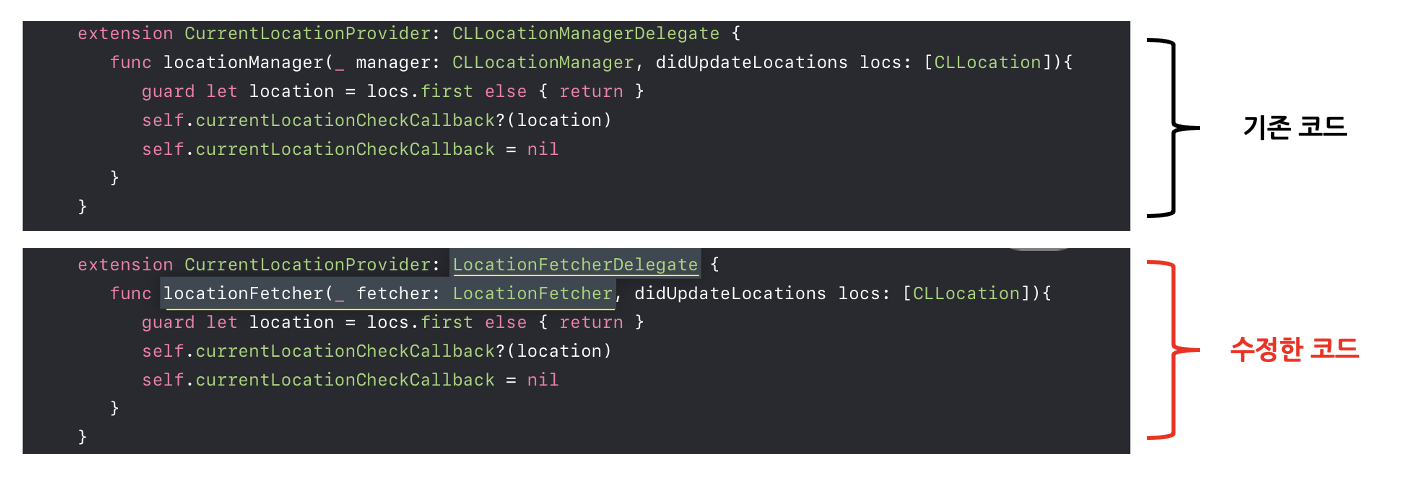 extension CurrentLocationProvider: CLLocationManagerDelegate {
func locationManager(_ manager: CLLocationManager, didUpdateLocations locs: [CLLocation]){
guard let location = locs.first else { return }
self.currentLocationCheckCallback?(location)
self.currentLocationCheckCallback = nil
}
}
기존 코드
extension CurrentLocationProvider: LocationFetcherDelegate {
func locationFetcher(_ fetcher: LocationFetcher, didUpdateLocations locs: [CLLocation]){
guard let location = locs.first else { return }
self.currentLocationCheckCallback?(location)
self.currentLocationCheckCallback = nil
}
}
수정한 코드